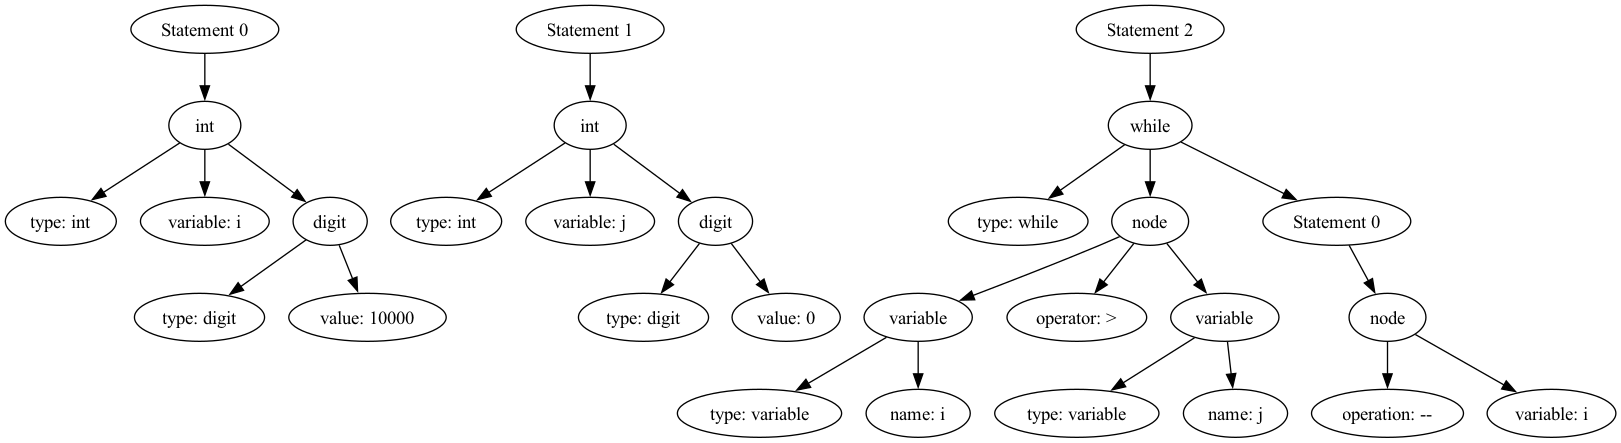 Statement 0
Statement 1
Statement 2
int
int
while
type: int
variable: i
digit
type: int
variable: j
digit
type: while
node
Statement 0
type: digit
value: 10000
type: digit
value: 0
variable
operator: >
variable
node
type: variable
name: i
type: variable
name: j
operation: --
variable: i